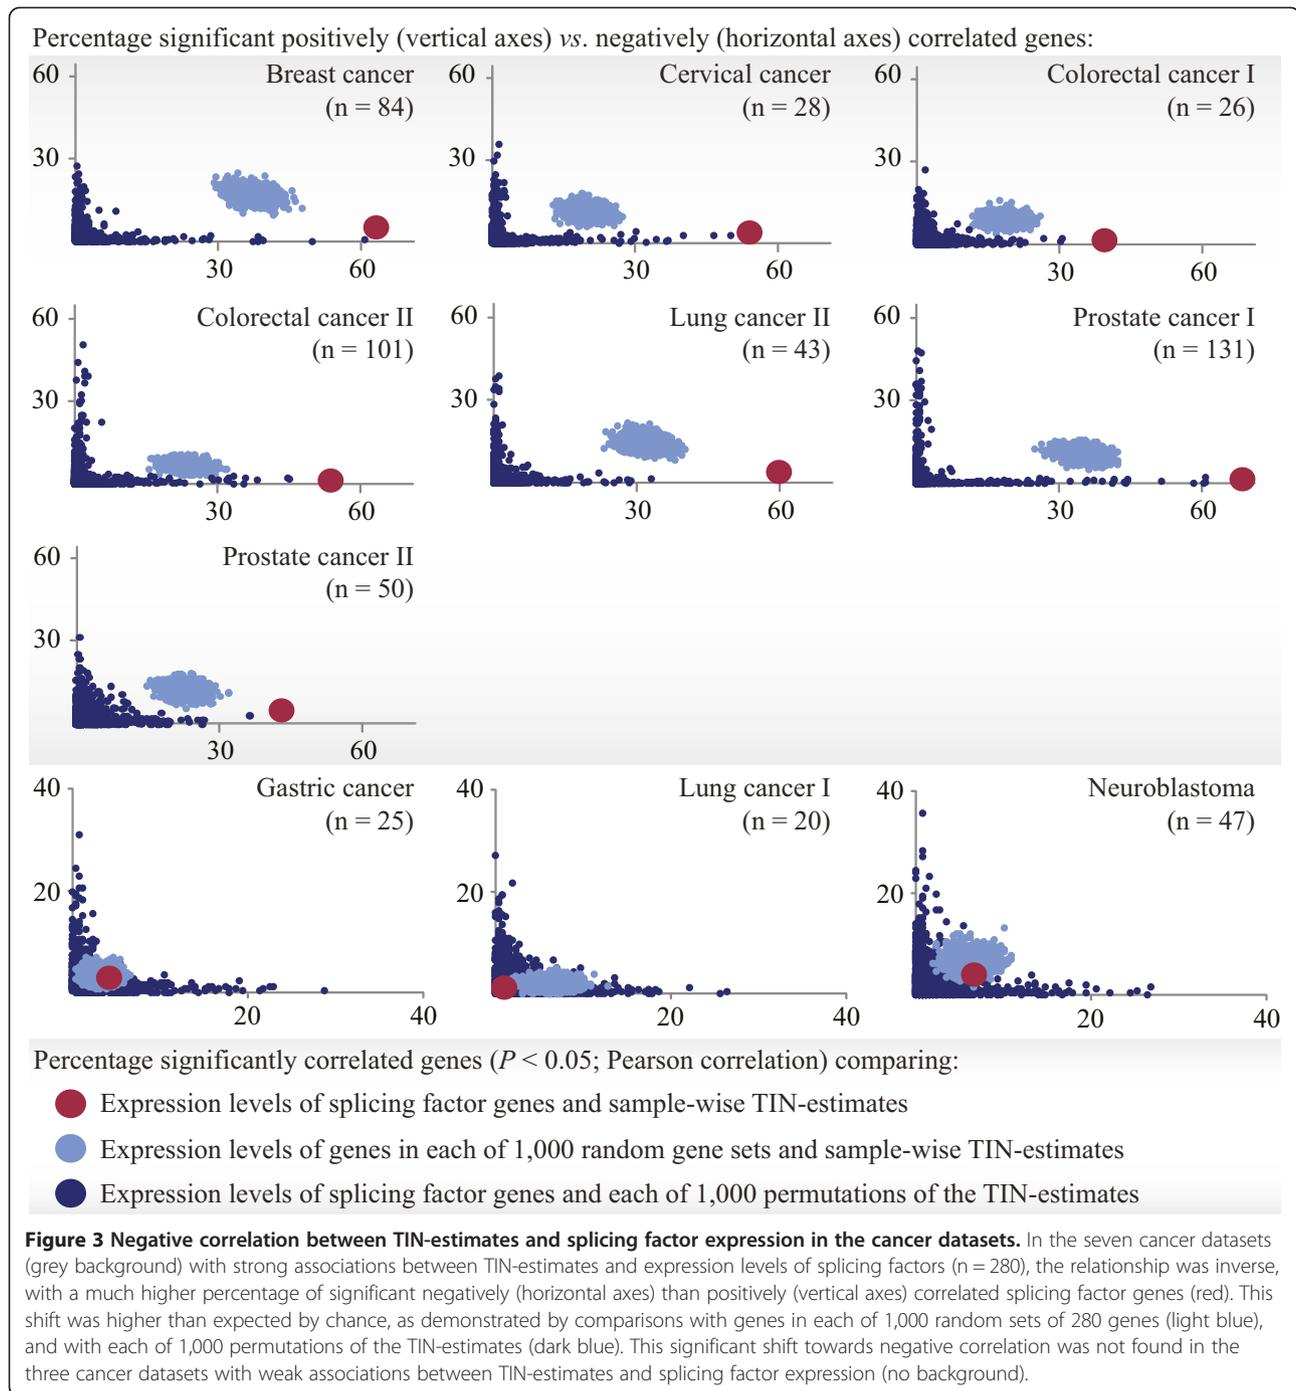 Percentage significant positively (vertical axes) vs. negatively (horizontal axes) correlated genes:
60
Breast cancer
(n = 84)
30
30
60
60
Cervical cancer
(n = 28)
30
30
60
60
Colorectal cancer I
(n = 26)
30
30
60
60
Colorectal cancer II
(n = 101)
30
30
60
60
Lung cancer II
(n = 43)
30
30
60
60
Prostate cancer I
(n = 131)
30
30
60
60
Prostate cancer II
(n = 50)
30
30
60
40
Gastric cancer
(n = 25)
20
20
40
40
Lung cancer I
(n = 20)
20
20
40
40
Neuroblastoma
(n = 47)
20
20
40
Percentage significantly correlated genes (P < 0.05; Pearson correlation) comparing:
Expression levels of splicing factor genes and sample-wise TIN-estimates
Expression levels of genes in each of 1,000 random gene sets and sample-wise TIN-estimates
Expression levels of splicing factor genes and each of 1,000 permutations of the TIN-estimates
Figure 3 Negative correlation between TIN-estimates and splicing factor expression in the cancer datasets. In the seven cancer datasets
(grey background) with strong associations between TIN-estimates and expression levels of splicing factors (n = 280), the relationship was inverse,
with a much higher percentage of significant negatively (horizontal axes) than positively (vertical axes) correlated splicing factor genes (red). This
shift was higher than expected by chance, as demonstrated by comparisons with genes in each of 1,000 random sets of 280 genes (light blue),
and with each of 1,000 permutations of the TIN-estimates (dark blue). This significant shift towards negative correlation was not found in the
three cancer datasets with weak associations between TIN-estimates and splicing factor expression (no background).